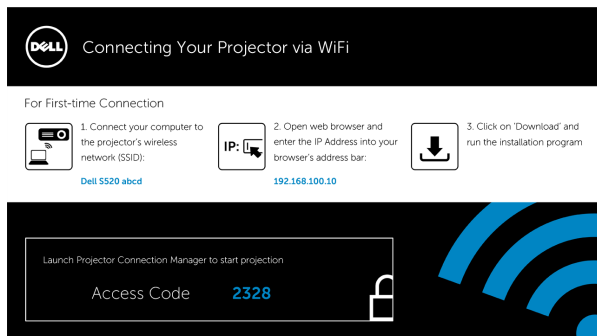 DELL
Connecting Your Projector via WiFi
For First-time Connection
1. Connect your computer to
the projector's wireless
network (SSID):
Dell S520 abcd
IP:
2. Open web browser and
enter the IP Address into your
browser's address bar:
192.168.100.10
3. Click on 'Download' and
run the installation program
Launch Projector Connection Manager to start projection
Access Code 2328